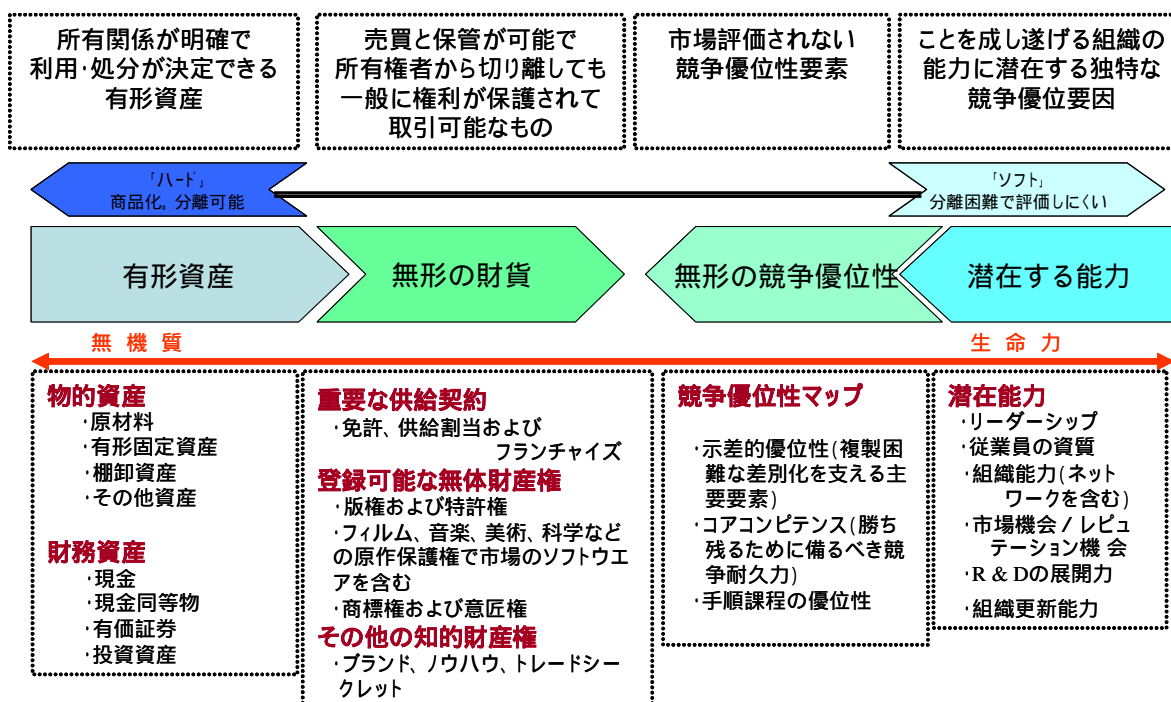 所有関係が明確で
利用·処分が決定できる
有形資産
売買と保管が可能で
所有権者から切り離しても
一般に権利が保護されて
取引可能なもの
市場評価されない
競争優位性要素
ことを成し遂げる組織の
能力に潜在する独特な
競争優位要因
「ハード」
商品化。分離可能
「ソフト」
分離困難で評価しにくい
有形資産
無形の財貨
無形の競争優位性
潜在する能力
無 機 質
生 命 力
物的資産
·原材料
·有形固定資産
·棚卸資産
·その他資産
財務資産
·現金
·現金同等物
·有価証券
·投資資産
重要な供給契約
·免許、供給割当および
フランチャイズ
登録可能な無体財産権
·版権および特許権
·フィルム、音楽、美術、科学など
の原作保護権で市場のソフトウエ
アを含む
·商標権および意匠権
その他の知的財産権
·ブランド、ノウハウ、トレードシー
クレット
競争優位性マップ
·示差的優位性(複製困
難な差別化を支える主
要要素)
·コアコンピテンス(勝ち
残るために備るべき競
争耐久力)
·手順課程の優位性
潜在能力
·リーダーシップ
·従業員の資質
·組織能力(ネット
ワークを含む)
·市場機会 / レピュ
テーション機 会
·R & Dの展開力
·組織更新能力